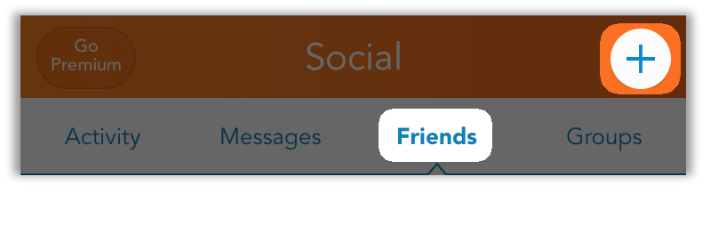 Go
Premium
Social
+
Activity
Messages
Friends
Groups